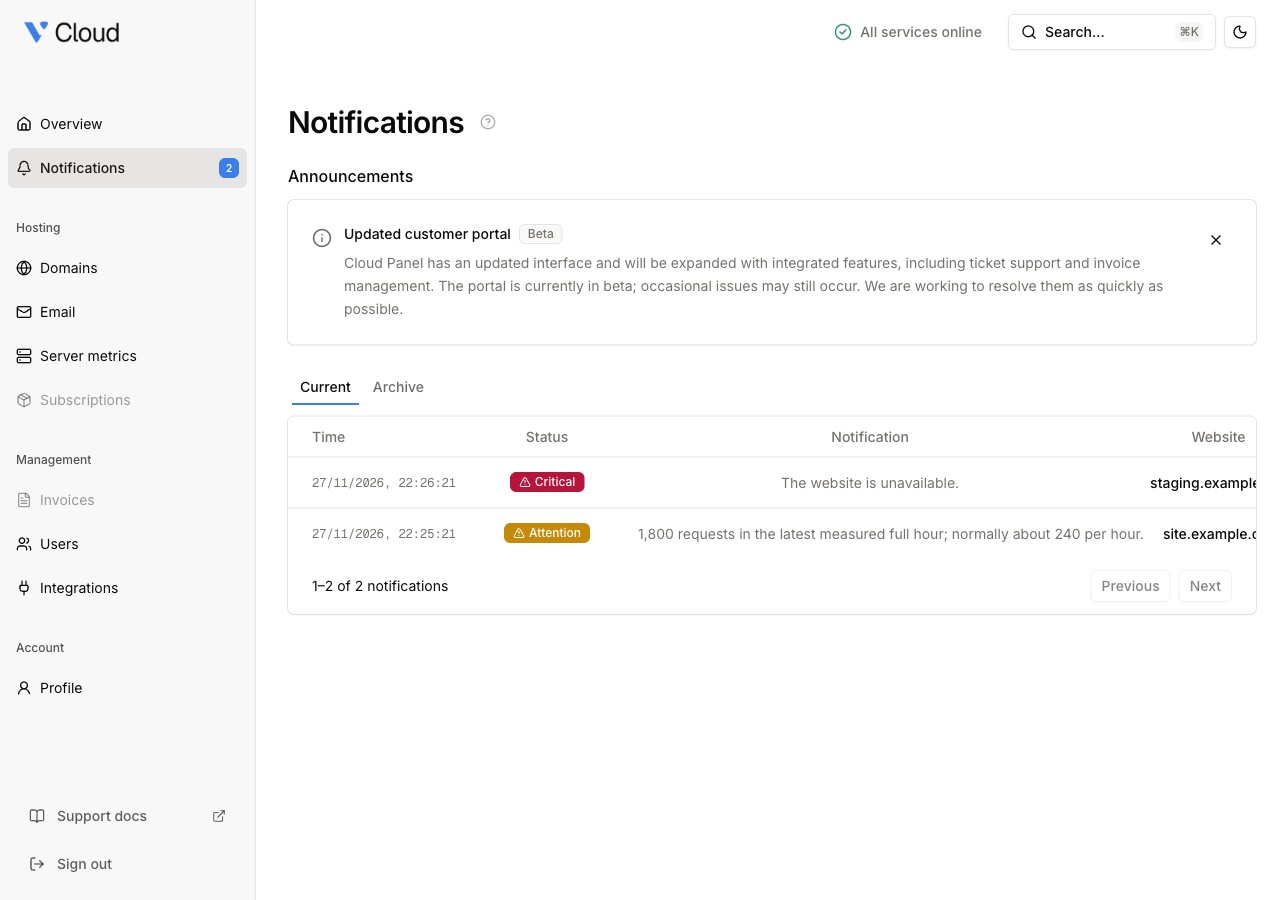 Cloud
All services online
Search...
⌘K
Overview
Notifications
2
Hosting
Domains
Email
Server metrics
Subscriptions
Management
Invoices
Users
Integrations
Account
Profile
Support docs
Sign out
Notifications
Announcements
Updated customer portal Beta
Cloud Panel has an updated interface and will be expanded with integrated features, including ticket support and invoice
management. The portal is currently in beta; occasional issues may still occur. We are working to resolve them as quickly as
possible.
Current Archive
Time Status Notification Website
27/11/2026, 22:26:21 Critical The website is unavailable. staging.example
27/11/2026, 22:25:21 Attention 1,800 requests in the latest measured full hour; normally about 240 per hour. site.example.c
1–2 of 2 notifications
Previous Next